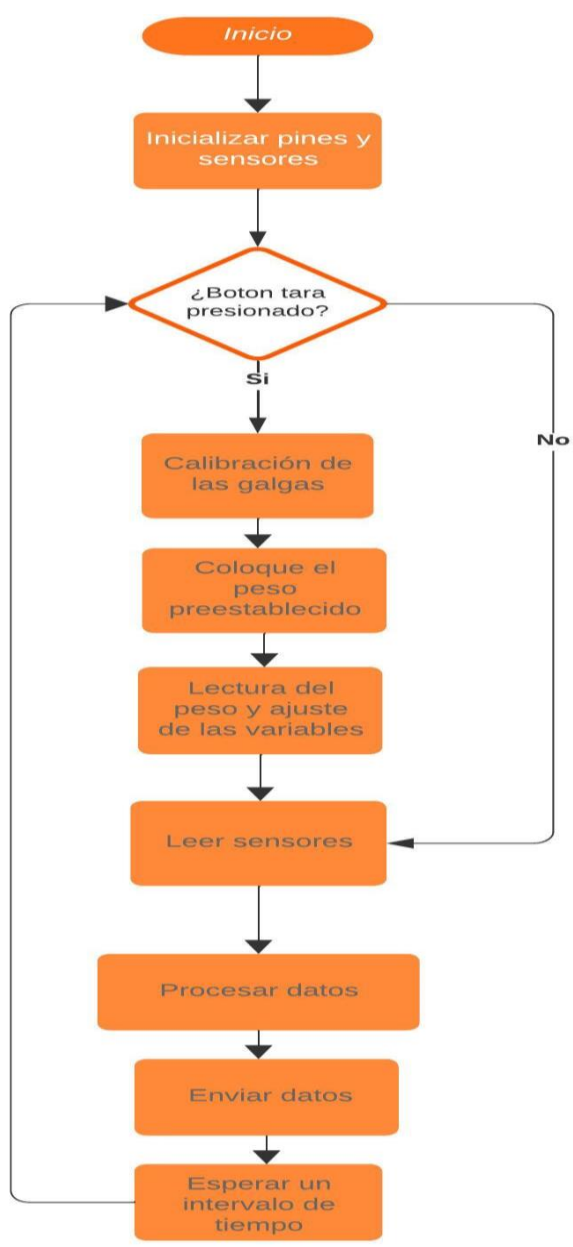 Inicio
Inicializar pines y
sensores
¿Boton tara
presionado?
Si
No
Calibración de
las galgas
Coloque el
peso
preestablecido
Lectura del
peso y ajuste
de las variables
Leer sensores
Procesar datos
Enviar datos
Esperar un
intervalo de
tiempo